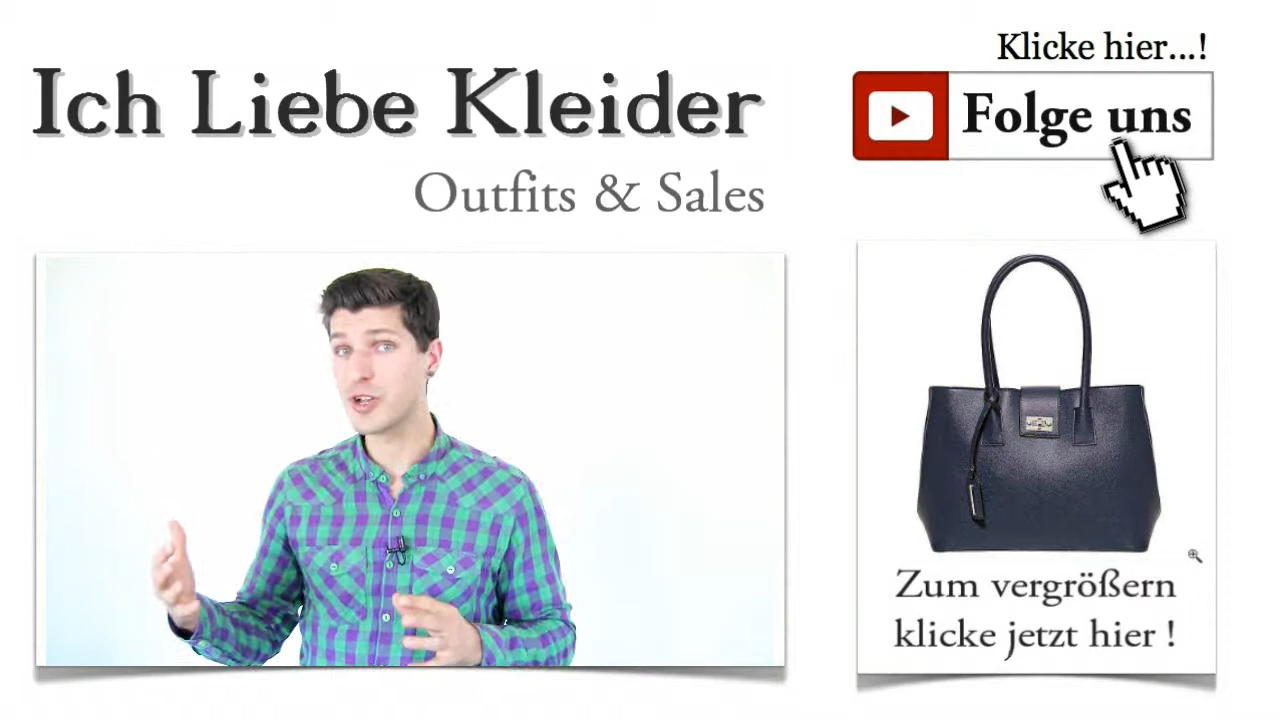 Ich Liebe Kleider
Outfits & Sales
Klicke hier...!
Folge uns
Zum vergrößern
klicke jetzt hier !